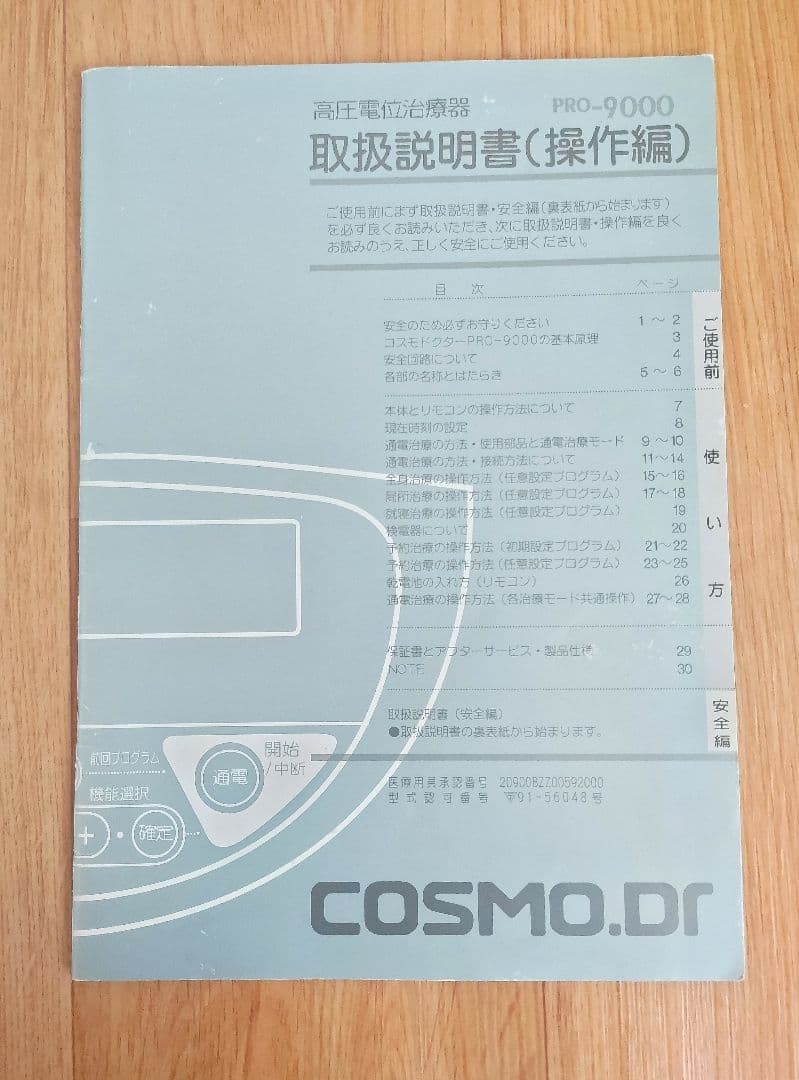 高圧電位治療器 PRO-9000
取扱説明書(操作編)
ご使用前にまず取扱説明書・安全編(裏表紙から始まります)
を必ず良くお読みいただき、次に取扱説明書・操作編を良く
お読みのうえ、正しく安全にご使用ください。
目 次 ページ
ご使用前
安全のため必ずお守りください 1〜2
コスモドクターPRO-9000の基本原理 3
安全回路について 4
各部の名称とはたらき 5〜6
使い方
本体とリモコンの操作方法について 7
現在時刻の設定 8
通電治療の方法・使用部品と通電治療モード 9〜10
通電治療の方法・接続方法について 11〜14
全身治療の操作方法(任意設定プログラム) 15〜16
局所治療の操作方法(任意設定プログラム) 17〜18
就寝治療の操作方法(任意設定プログラム) 19
検電器について 20
予約治療の操作方法(初期設定プログラム) 21〜22
予約治療の操作方法(任意設定プログラム) 23〜25
乾電池の入れ方(リモコン) 26
通電治療の操作方法(各治療モード共通操作) 27〜28
保証書とアフターサービス・製品仕様 29
NOTE 30
安全編
取扱説明書(安全編)
●取扱説明書の裏表紙から始まります。
前回プログラム
機能選択
通電
開始
/中断
+・確定
医療用具承認番号 20900BZZ00592000
型式認可番号 〒91-56048号
COSMO.Dr